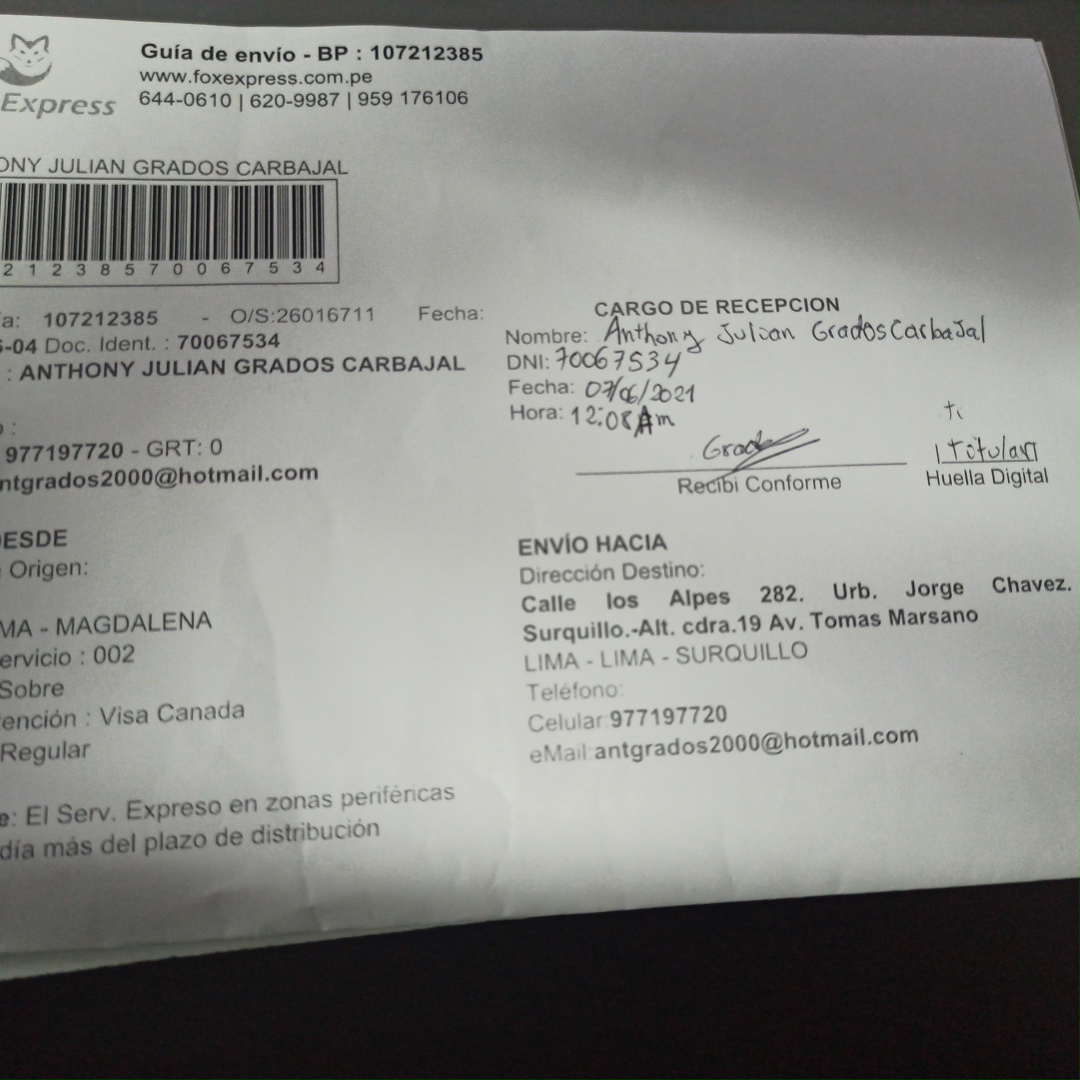 Guía de envío - BP : 107212385
www.foxexpress.com.pe
Express
644-0610 | 620-9987 | 959 176106
ONY JULIAN GRADOS CARBAJAL
2 1 2 3 8 5 7 0 0 6 7 5 3 4
ía: 107212385 - O/S:26016711 Fecha:
-04 Doc. Ident. : 70067534
: ANTHONY JULIAN GRADOS CARBAJAL
977197720 - GRT: 0
ntgrados2000@hotmail.com
CARGO DE RECEPCION
Nombre: Anthony Julian Grados Carbajal
DNI: 70067534
Fecha: 07/06/2021
Hora: 12:08 Am
Grados
Recibi Conforme
Titular
Huella Digital
ESDE
Origen:
MA - MAGDALENA
ervicio : 002
Sobre
tención : Visa Canada
Regular
e: El Serv. Expreso en zonas periféricas
día más del plazo de distribución
ENVÍO HACIA
Dirección Destino:
Calle los Alpes 282. Urb. Jorge Chavez.
Surquillo.-Alt. cdra.19 Av. Tomas Marsano
LIMA - LIMA - SURQUILLO
Teléfono:
Celular:977197720
eMail:antgrados2000@hotmail.com